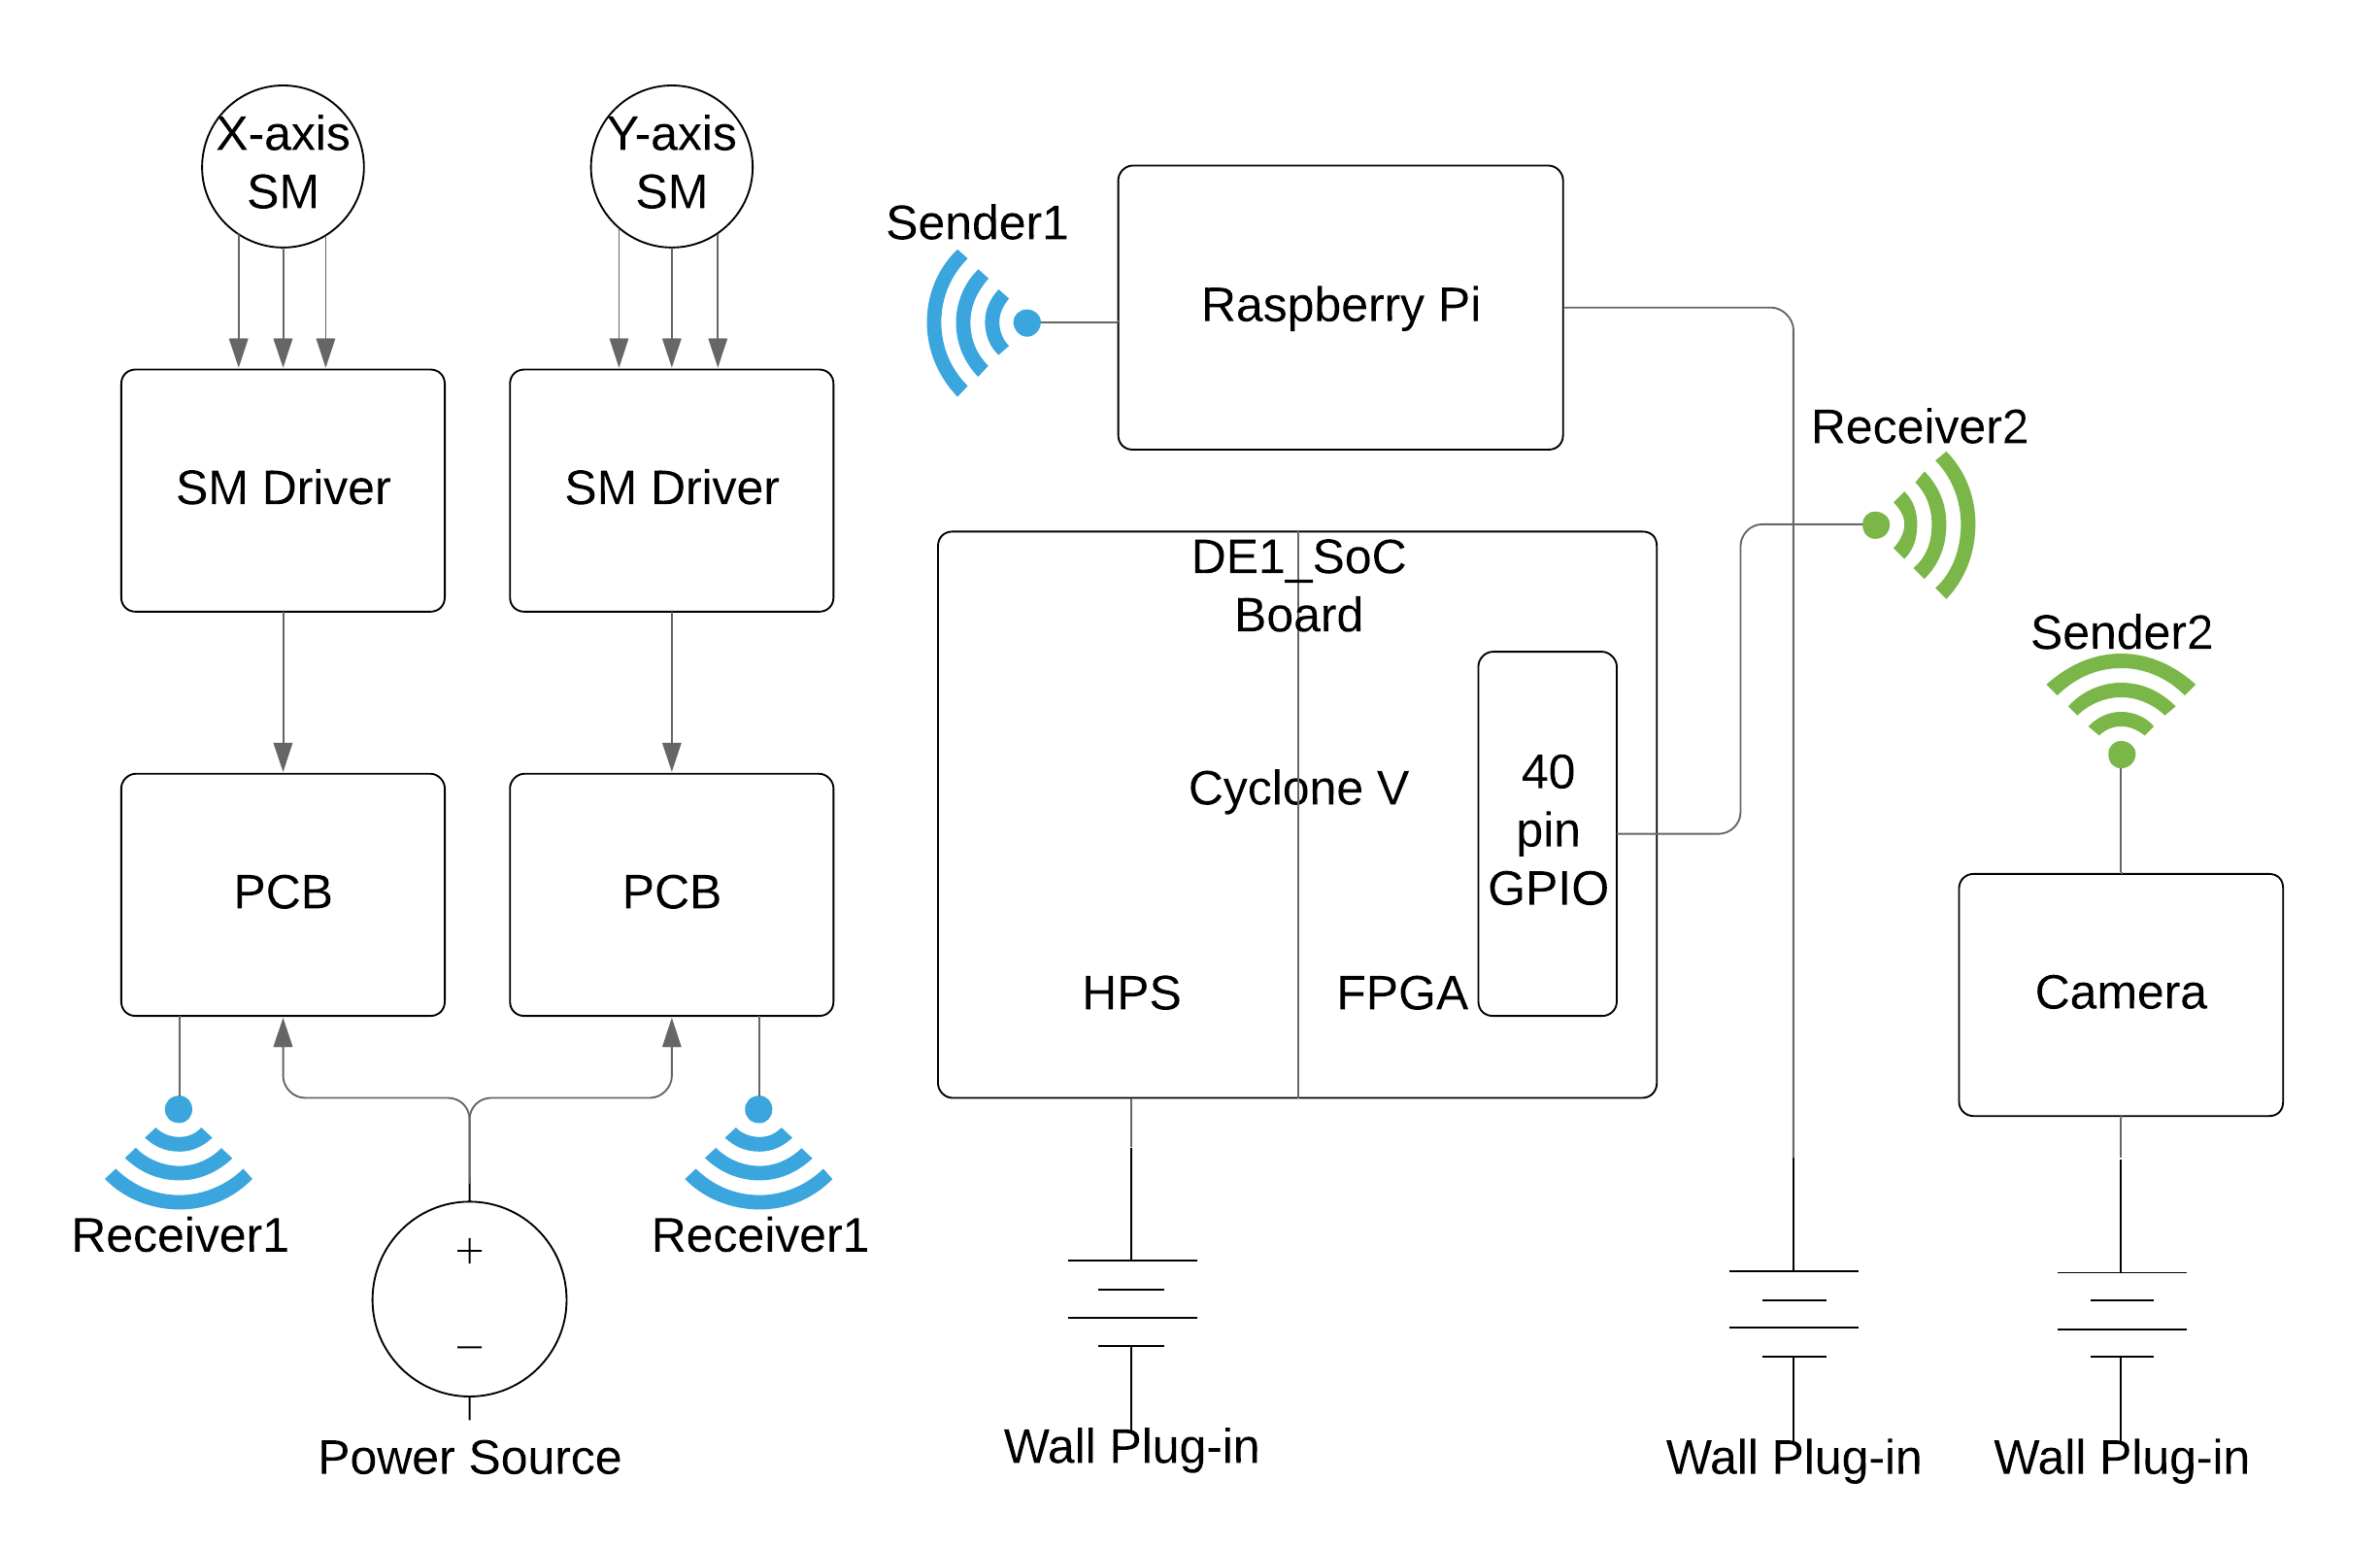 X-axis
SM
Y-axis
SM
Sender1
Raspberry Pi
Receiver2
SM Driver
SM Driver
DE1_SoC
Board
Sender2
Cyclone V
40
pin
GPIO
PCB
PCB
HPS
FPGA
Camera
Receiver1
Receiver1
+
–
Power Source
Wall Plug-in
Wall Plug-in
Wall Plug-in